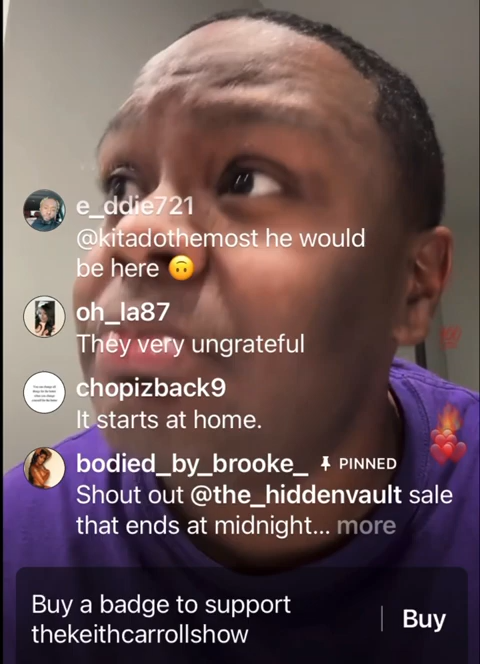 e_ddie721
@kitadothemost he would
be here 🙃
oh_la87
They very ungrateful
chopizback9
It starts at home.
bodied_by_brooke_ PINNED
Shout out @the_hiddenvault sale
that ends at midnight... more
Buy a badge to support
thekeithcarrollshow
Buy